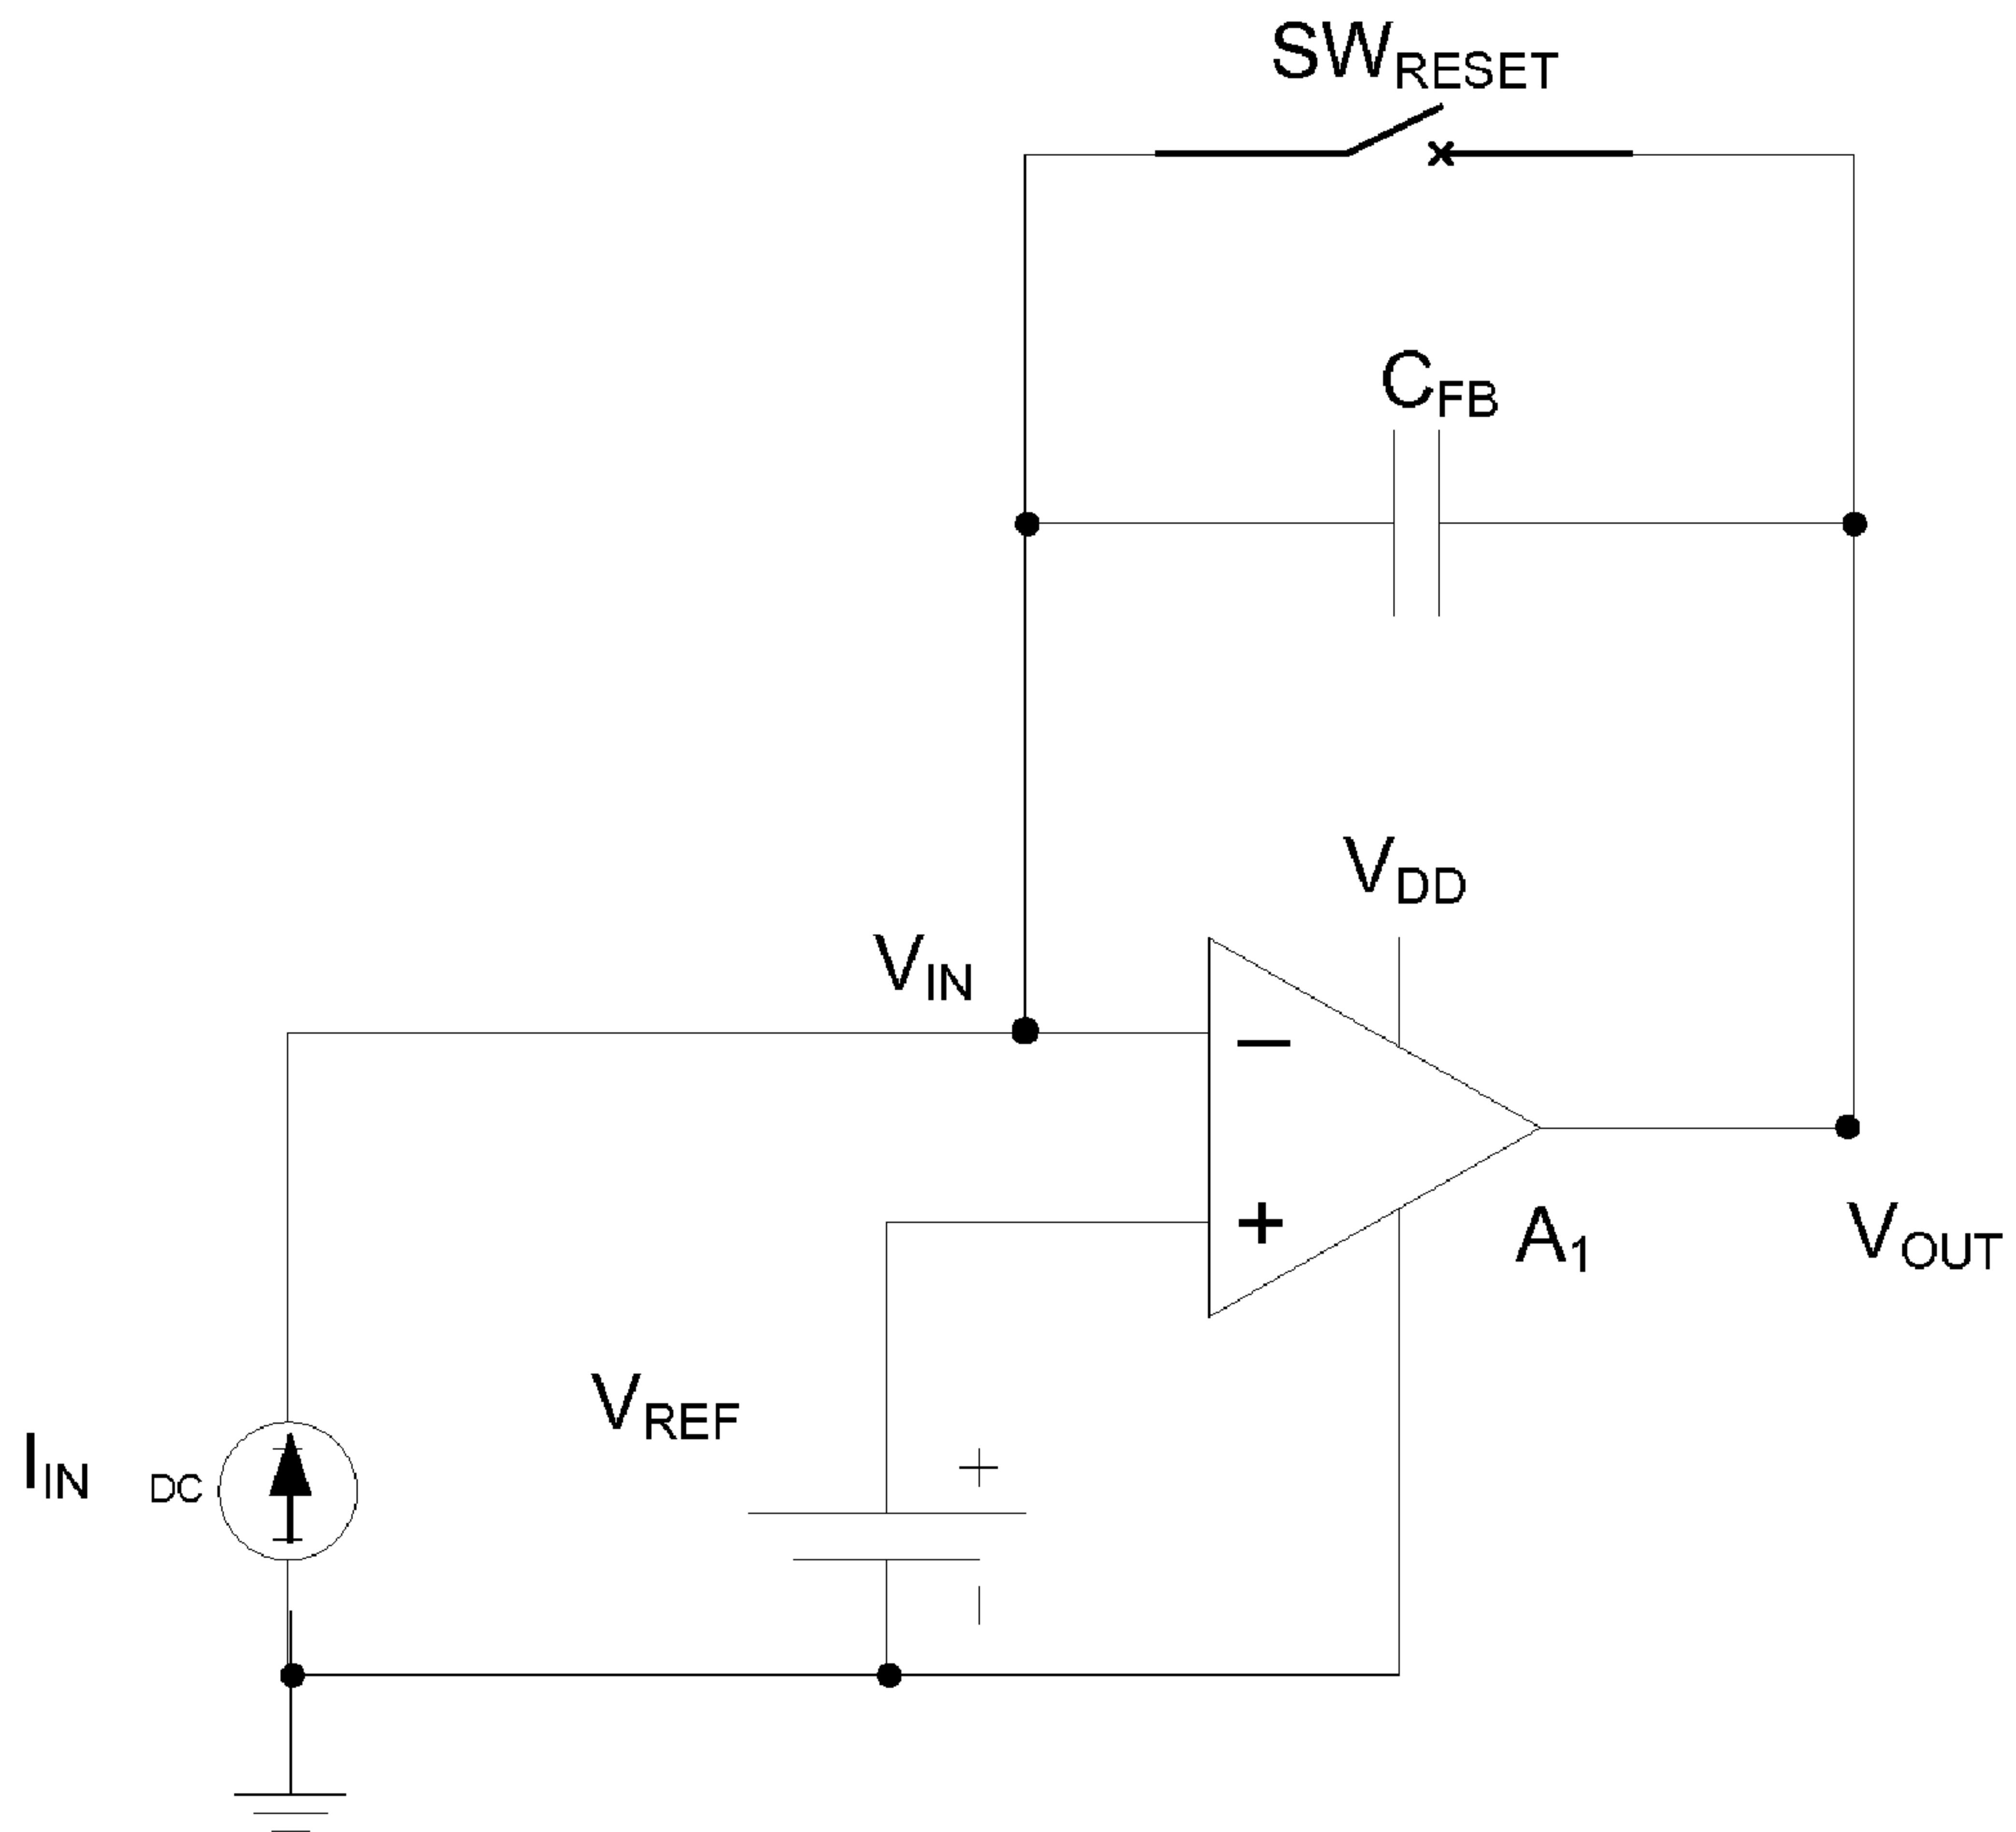 SWRESET
CFB
VDD
VIN
−
+
A1
VOUT
VREF
+
−
IIN
DC